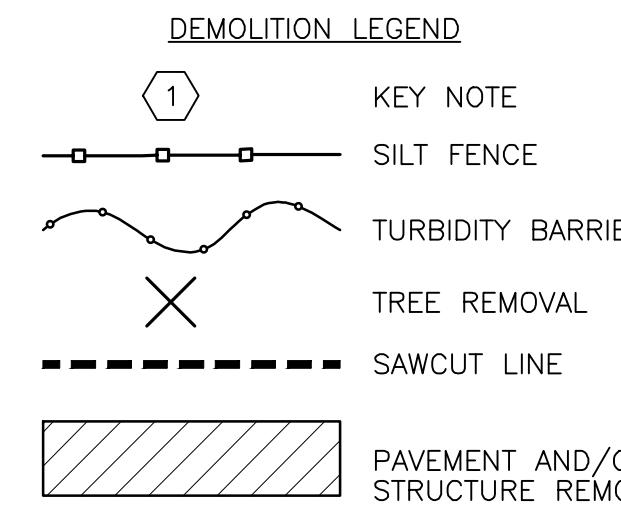 DEMOLITION LEGEND
1 KEY NOTE
SILT FENCE
TURBIDITY BARRIE
TREE REMOVAL
SAWCUT LINE
PAVEMENT AND/O
STRUCTURE REMO